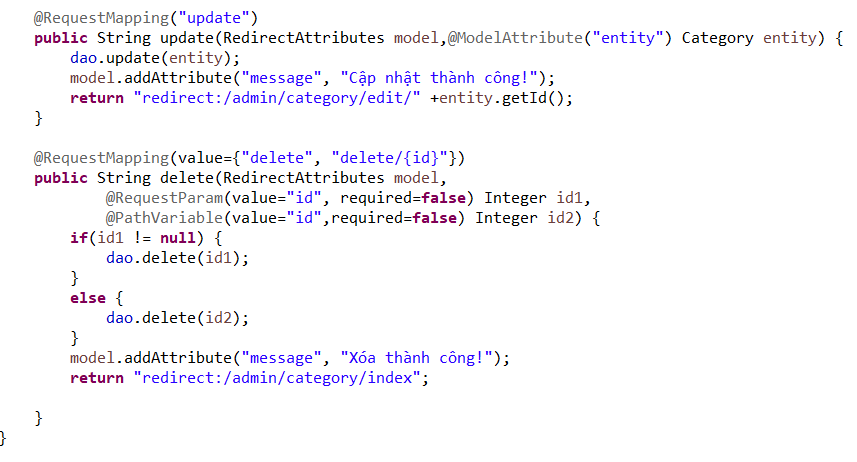 @RequestMapping("update")
public String update(RedirectAttributes model,@ModelAttribute("entity") Category entity) {
dao.update(entity);
model.addAttribute("message", "Cập nhật thành công!");
return "redirect:/admin/category/edit/" +entity.getId();
}
@RequestMapping(value={"delete", "delete/{id}"})
public String delete(RedirectAttributes model,
@RequestParam(value="id", required=false) Integer id1,
@PathVariable(value="id",required=false) Integer id2) {
if(id1 != null) {
dao.delete(id1);
}
else {
dao.delete(id2);
}
model.addAttribute("message", "Xóa thành công!");
return "redirect:/admin/category/index";
}
}